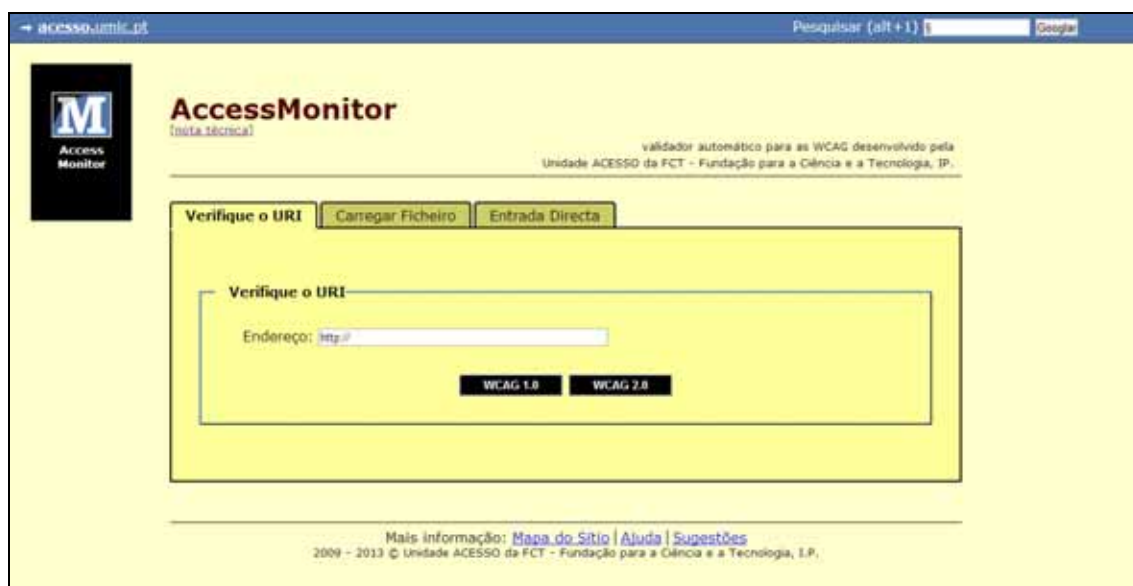 → acesso.umic.pt
Pesquisar (alt+1) Googlar
M
Access
Monitor
AccessMonitor
[nota técnica]
validador automático para as WCAG desenvolvido pela
Unidade ACESSO da FCT - Fundação para a Ciência e a Tecnologia, IP.
Verifique o URI Carregar Ficheiro Entrada Directa
Verifique o URI
Endereço: http://
WCAG 1.0 WCAG 2.0
Mais informação: Mapa do Sítio | Ajuda | Sugestões
2009 - 2013 © Unidade ACESSO da FCT - Fundação para a Ciência e a Tecnologia, I.P.